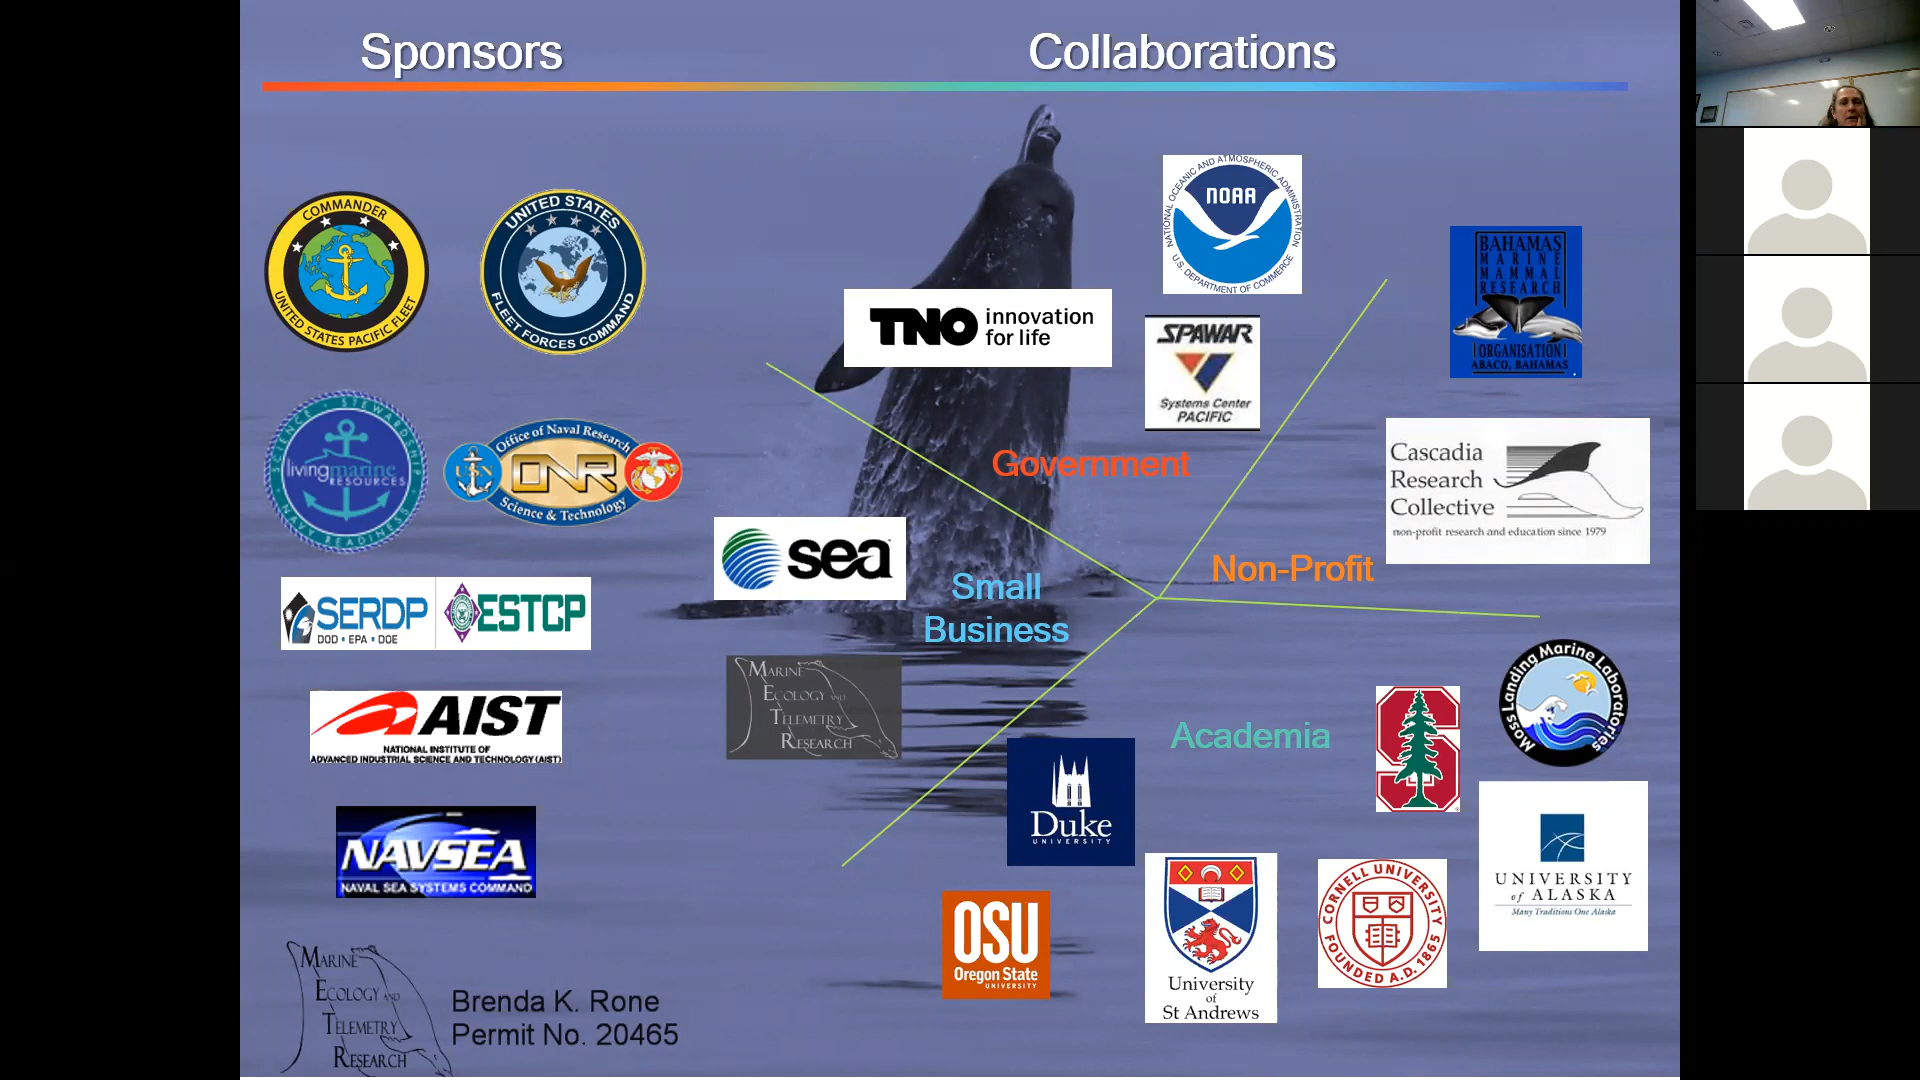 Sponsors
Collaborations
COMMANDER
UNITED STATES PACIFIC FLEET
UNITED STATES
FLEET FORCES COMMAND
SCIENCE · STEWARDSHIP
livingmarine
RESOURCES
NAVY READINESS
Office of Naval Research
USN
ONR
Science & Technology
SERDP
DOD • EPA • DOE
ESTCP
AIST
NATIONAL INSTITUTE OF
ADVANCED INDUSTRIAL SCIENCE AND TECHNOLOGY (AIST)
NAVSEA
NAVAL SEA SYSTEMS COMMAND
MARINE
ECOLOGY AND
TELEMETRY
RESEARCH
Brenda K. Rone
Permit No. 20465
TNO innovation
for life
NATIONAL OCEANIC AND ATMOSPHERIC ADMINISTRATION
NOAA
U.S. DEPARTMENT OF COMMERCE
SPAWAR
Systems Center
PACIFIC
Government
BAHAMAS
MARINE
MAMMAL
RESEARCH
ORGANISATION
ABACO, BAHAMAS
Cascadia
Research
Collective
non-profit research and education since 1979
Non-Profit
sea
Small
Business
MARINE
ECOLOGY AND
TELEMETRY
RESEARCH
Academia
Duke
UNIVERSITY
S
Moss Landing Marine Laboratories
UNIVERSITY
of ALASKA
Many Traditions One Alaska
OSU
Oregon State
UNIVERSITY
University
of
St Andrews
CORNELL UNIVERSITY
FOUNDED A.D. 1865